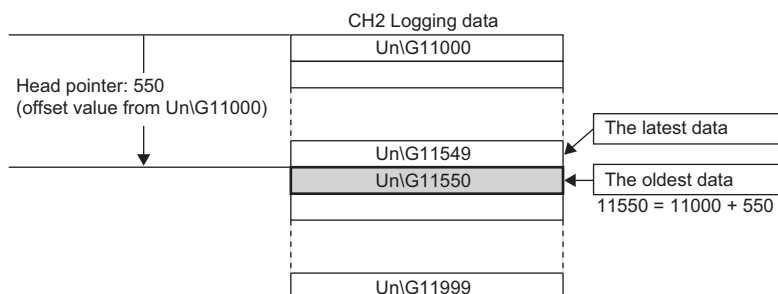 CH2 Logging data
Un\G11000
Head pointer: 550
(offset value from Un\G11000)
The latest data
Un\G11549
Un\G11550
The oldest data
11550 = 11000 + 550
Un\G11999